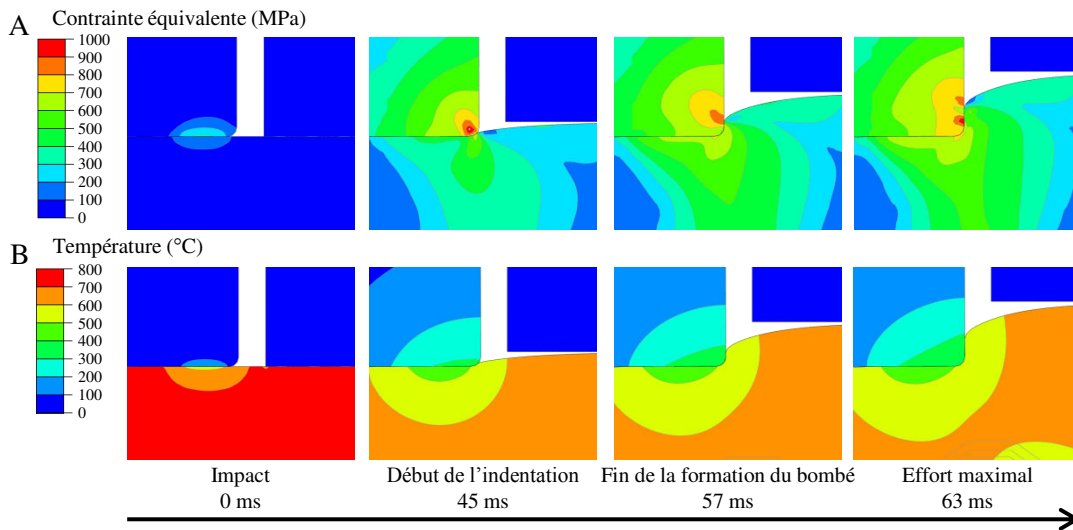 A
Contrainte équivalente (MPa)
1000
900
800
700
600
500
400
300
200
100
0
B
Température (°C)
800
700
600
500
400
300
200
100
0
Impact
0 ms
Début de l'indentation
45 ms
Fin de la formation du bombé
57 ms
Effort maximal
63 ms